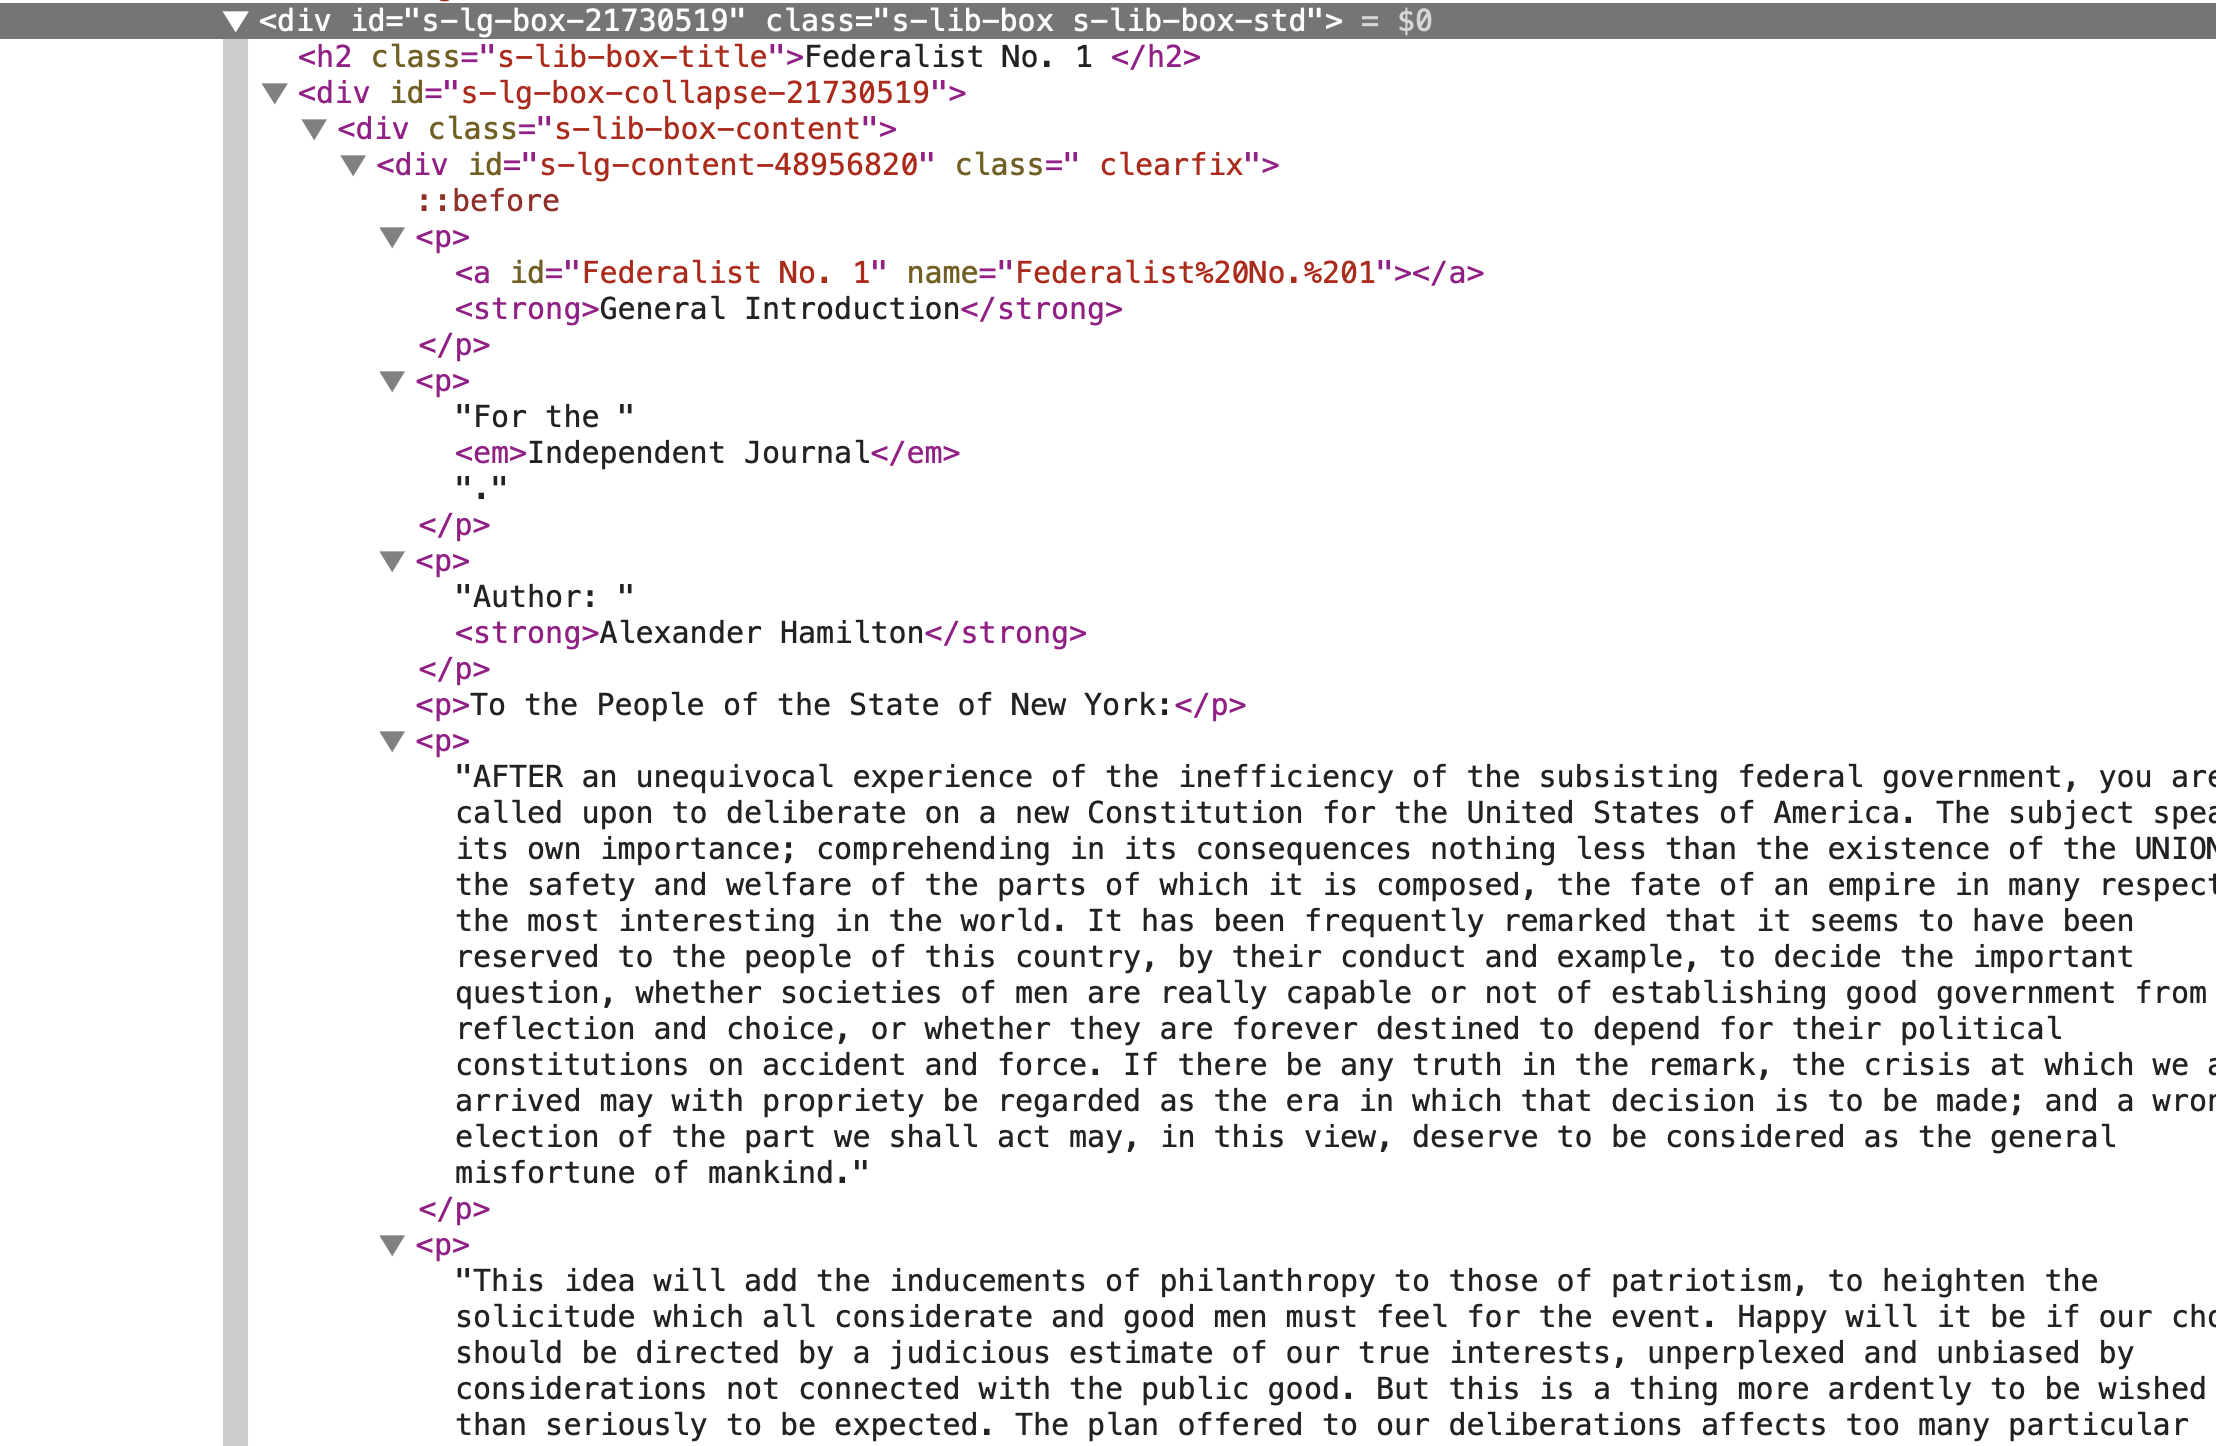 <div id="s-lg-box-21730519" class="s-lib-box s-lib-box-std"> = $0
<h2 class="s-lib-box-title">Federalist No. 1 </h2>
<div id="s-lg-box-collapse-21730519">
<div class="s-lib-box-content">
<div id="s-lg-content-48956820" class=" clearfix">
::before
<p>
<a id="Federalist No. 1" name="Federalist%20No.%201"></a>
<strong>General Introduction</strong>
</p>
<p>
"For the "
<em>Independent Journal</em>
"."
</p>
<p>
"Author: "
<strong>Alexander Hamilton</strong>
</p>
<p>To the People of the State of New York:</p>
<p>
"AFTER an unequivocal experience of the inefficiency of the subsisting federal government, you are
called upon to deliberate on a new Constitution for the United States of America. The subject
its own importance; comprehending in its consequences nothing less than the existence of the UNION
the safety and welfare of the parts of which it is composed, the fate of an empire in many
the most interesting in the world. It has been frequently remarked that it seems to have been
reserved to the people of this country, by their conduct and example, to decide the important
question, whether societies of men are really capable or not of establishing good government from
reflection and choice, or whether they are forever destined to depend for their political
constitutions on accident and force. If there be any truth in the remark, the crisis at which we
arrived may with propriety be regarded as the era in which that decision is to be made; and a
election of the part we shall act may, in this view, deserve to be considered as the general
misfortune of mankind."
</p>
<p>
"This idea will add the inducements of philanthropy to those of patriotism, to heighten the
solicitude which all considerate and good men must feel for the event. Happy will it be if our
should be directed by a judicious estimate of our true interests, unperplexed and unbiased by
considerations not connected with the public good. But this is a thing more ardently to be wished
than seriously to be expected. The plan offered to our deliberations affects too many particular